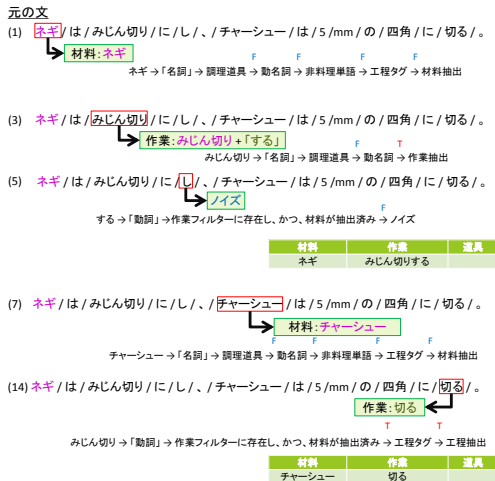 元の文
(1) ネギ / は / みじん切り / に / し / 、 / チャーシュー / は / 5 /mm / の / 四角 / に / 切る / 。
材料:ネギ
F F F F
ネギ → 「名詞」 → 調理道具 → 動名詞 → 非料理単語 → 工程タグ → 材料抽出
(3) ネギ / は / みじん切り / に / し / 、 / チャーシュー / は / 5 /mm / の / 四角 / に / 切る / 。
作業:みじん切り+「する」
F T
みじん切り → 「名詞」 → 調理道具 → 動名詞 → 作業抽出
(5) ネギ / は / みじん切り / に / し / 、 / チャーシュー / は / 5 /mm / の / 四角 / に / 切る / 。
ノイズ
F
する → 「動詞」 →作業フィルターに存在し、かつ、材料が抽出済み → ノイズ
材料 作業 道具
ネギ みじん切りする
(7) ネギ / は / みじん切り / に / し / 、 / チャーシュー / は / 5 /mm / の / 四角 / に / 切る / 。
材料:チャーシュー
F F F F
チャーシュー → 「名詞」 → 調理道具 → 動名詞 → 非料理単語 → 工程タグ → 材料抽出
(14) ネギ / は / みじん切り / に / し / 、 / チャーシュー / は / 5 /mm / の / 四角 / に / 切る / 。
作業:切る
T T
みじん切り → 「動詞」 → 作業フィルターに存在し、かつ、材料が抽出済み → 工程タグ → 工程抽出
材料 作業 道具
チャーシュー 切る